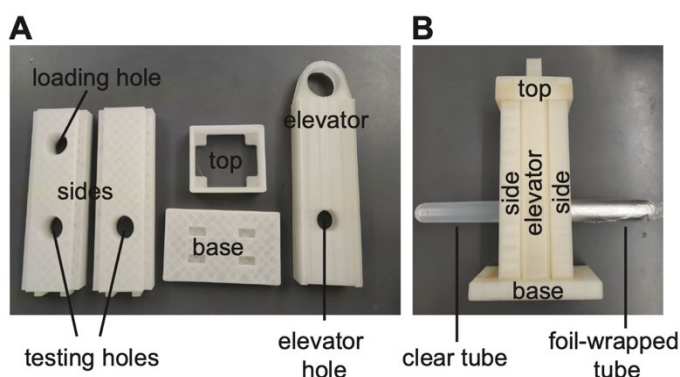 A
B
loading hole
elevator
top
sides
base
testing holes
elevator
hole
top
side
elevator
side
base
clear tube
foil-wrapped
tube